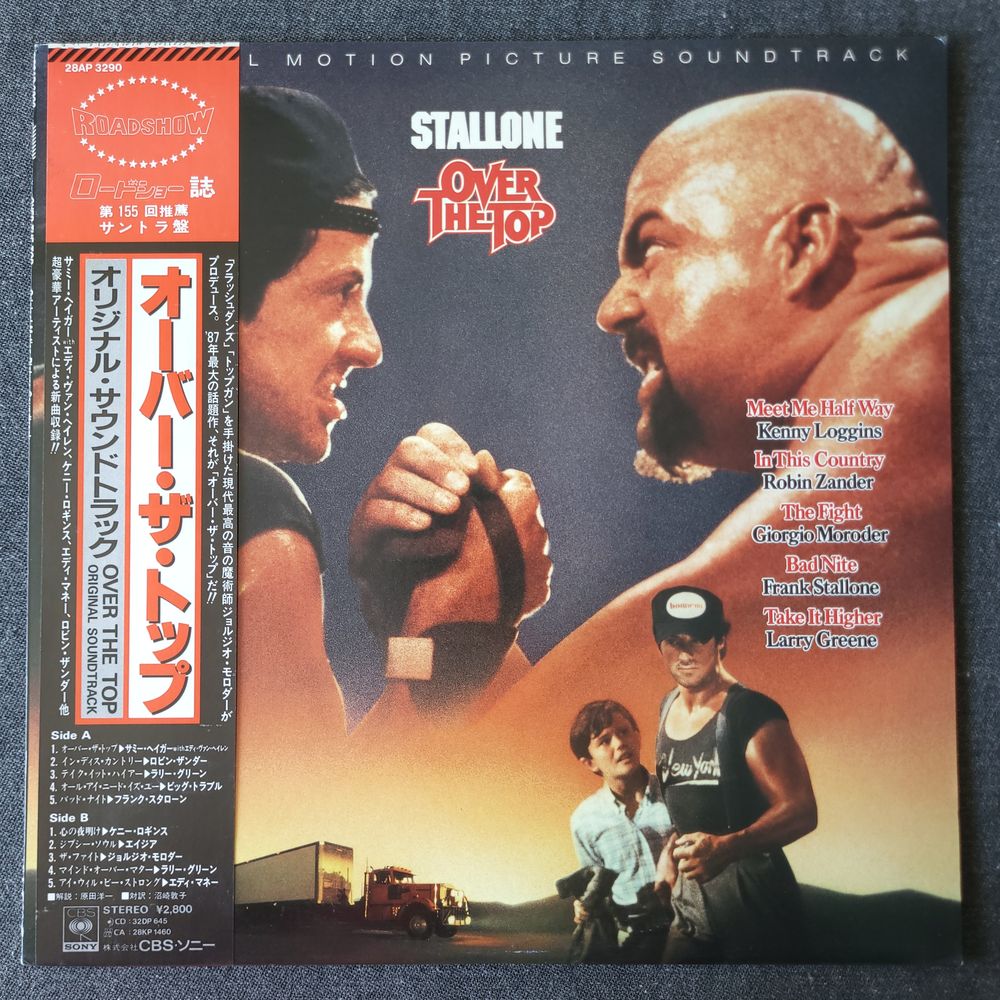 28AP 3290
ROADSHOW
ロードショー誌
第155回推薦
サントラ盤
オーバー・ザ・トップ
オリジナル・サウンドトラック OVER THE TOP
ORIGINAL SOUNDTRACK
「フラッシュダンス」「トップガン」を手掛けた現代最高の音の魔術師ジョルジオ・モロダーが
プロデュース。'87年最大の話題作、それが「オーバー・ザ・トップ」だ!!
サミー・ヘイガーwithエディ・ヴァン・ヘイレン、ケニー・ロギンス、エディ・マネー、ロビン・ザンダー他
超豪華アーティストによる新曲収録!!
Side A
1. オーバー・ザ・トップ▶サミー・ヘイガーwithエディ・ヴァン・ヘイレン
2. イン・ディス・カントリー▶ロビン・ザンダー
3. テイク・イット・ハイアー▶ラリー・グリーン
4. オール・アイ・ニード・イズ・ユー▶ビッグ・トラブル
5. バッド・ナイト▶フランク・スタローン
Side B
1. 心の夜明け▶ケニー・ロギンス
2. ジプシー・ソウル▶エイジア
3. ザ・ファイト▶ジョルジオ・モロダー
4. マインド・オーバー・マター▶ラリー・グリーン
5. アイ・ウィル・ビー・ストロング▶エディ・マネー
■解説：原田洋一 ■対訳：沼崎敦子
CBS
SONY
STEREO ¥2,800
CD : 32DP 645
CA : 28KP 1460
株式会社CBS・ソニー
L MOTION PICTURE SOUNDTRACK
STALLONE
OVER
THE TOP
Meet Me Half Way
Kenny Loggins
In This Country
Robin Zander
The Fight
Giorgio Moroder
Bad Nite
Frank Stallone
Take It Higher
Larry Greene
New York